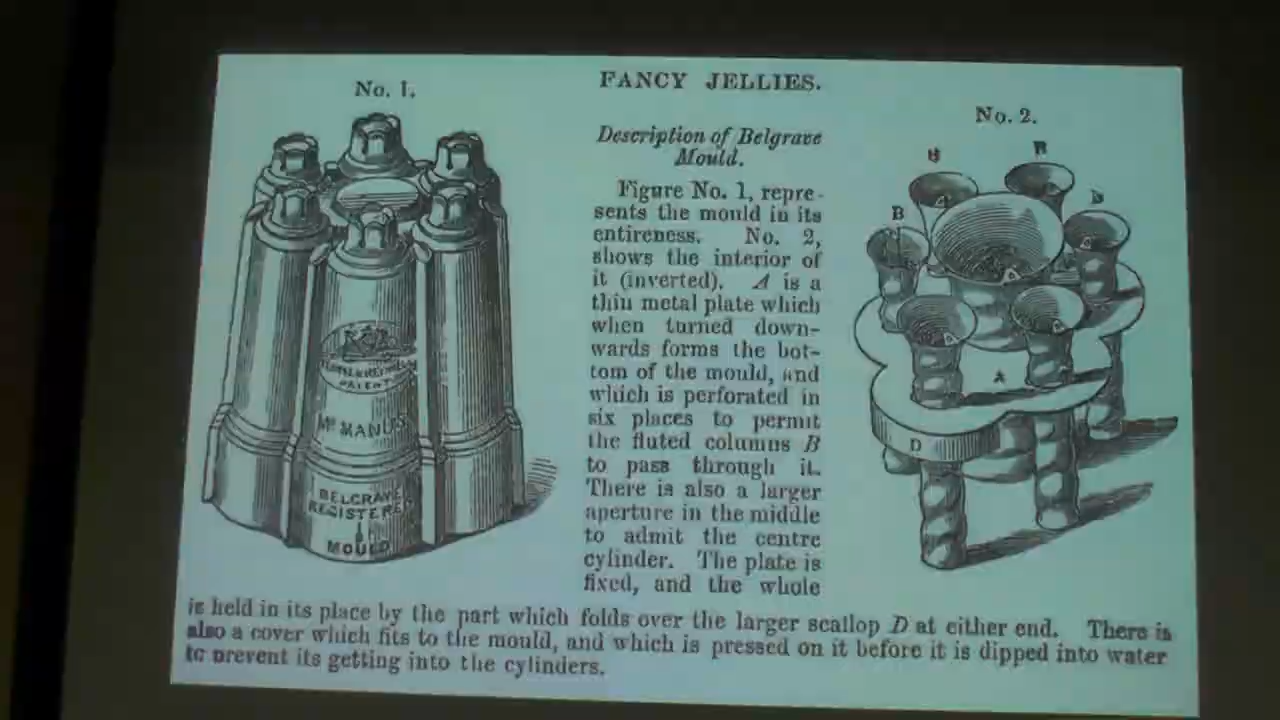 FANCY JELLIES.
No. 1.
No. 2.
Description of Belgrave
Mould.
Figure No. 1, repre-
sents the mould in its
entireness. No. 2,
shows the interior of
it (inverted). A is a
thin metal plate which
when turned down-
wards forms the bot-
tom of the mould, and
which is perforated in
six places to permit
the fluted columns B
to pass through it.
There is also a larger
aperture in the middle
to admit the centre
cylinder. The plate is
fixed, and the whole
is held in its place by the part which folds over the larger scallop D at either end. There is
also a cover which fits to the mould, and which is pressed on it before it is dipped into water
to prevent its getting into the cylinders.
PATENT
McMANUS
BELGRAVE
REGISTERED
MOULD
B
B
B
A
D